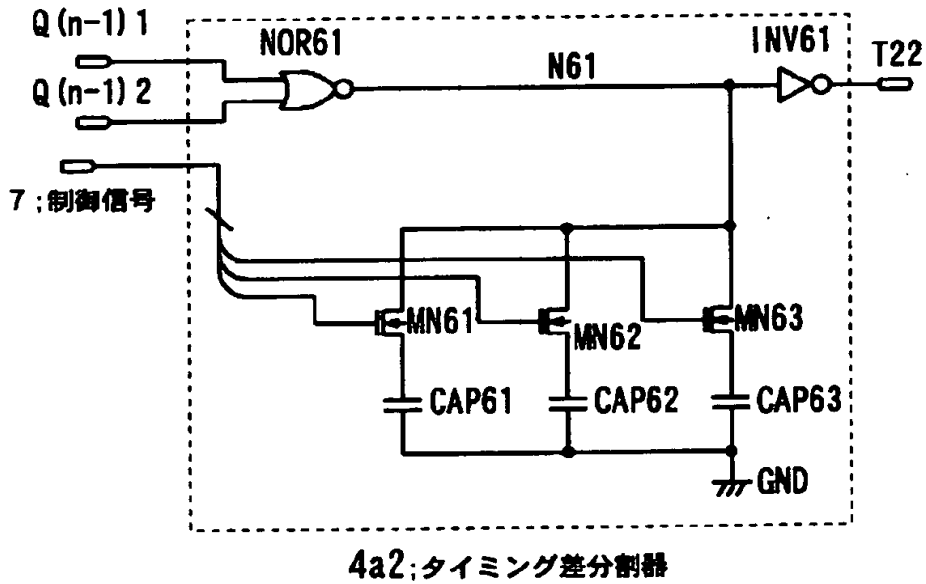 Q(n-1)1
NOR61
N61
INV61
T22
Q(n-1)2
7;制御信号
MN61
MN62
MN63
CAP61
CAP62
CAP63
GND
4a2;タイミング差分割器